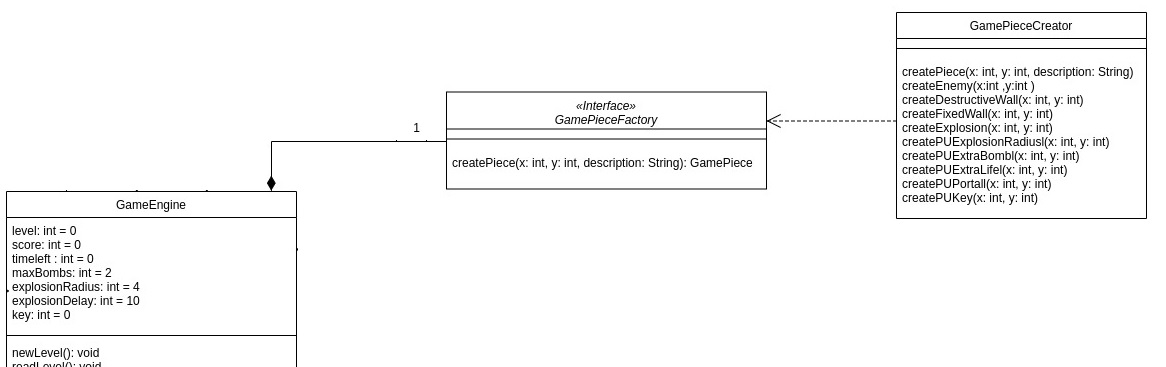 GamePieceCreator
createPiece(x: int, y: int, description: String)
createEnemy(x:int ,y:int )
createDestructiveWall(x: int, y: int)
createFixedWall(x: int, y: int)
createExplosion(x: int, y: int)
createPUExplosionRadiusl(x: int, y: int)
createPUExtraBombl(x: int, y: int)
createPUExtraLifel(x: int, y: int)
createPUPortall(x: int, y: int)
createPUKey(x: int, y: int)
«Interface»
GamePieceFactory
createPiece(x: int, y: int, description: String): GamePiece
1
GameEngine
level: int = 0
score: int = 0
timeleft : int = 0
maxBombs: int = 2
explosionRadius: int = 4
explosionDelay: int = 10
key: int = 0
newLevel(): void
readLevel(): void